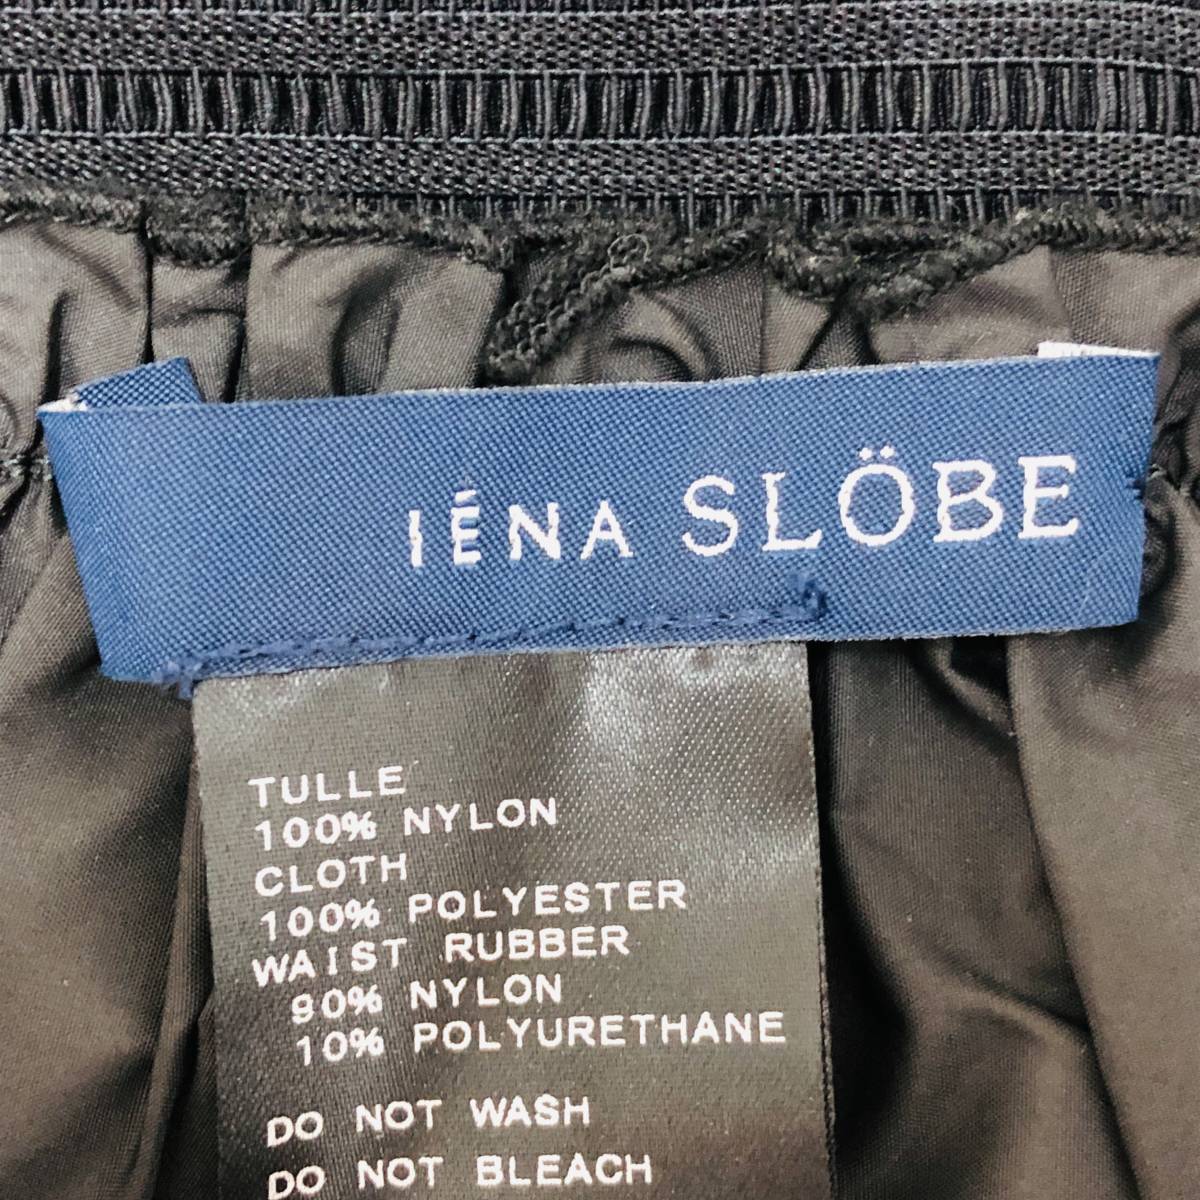 IĒNA SLÖBE
TULLE
100% NYLON
CLOTH
100% POLYESTER
WAIST RUBBER
90% NYLON
10% POLYURETHANE
DO NOT WASH
DO NOT BLEACH